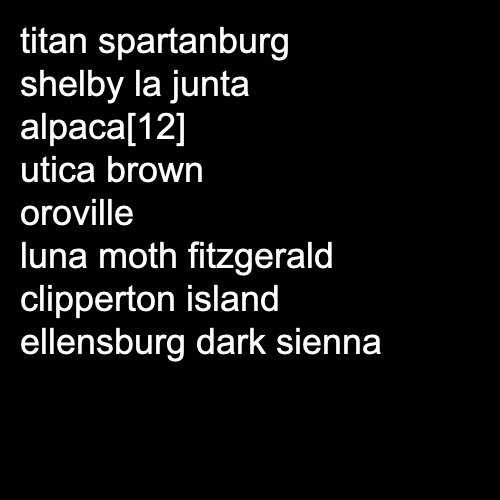 titan spartanburg
shelby la junta
alpaca[12]
utica brown
oroville
luna moth fitzgerald
clipperton island
ellensburg dark sienna